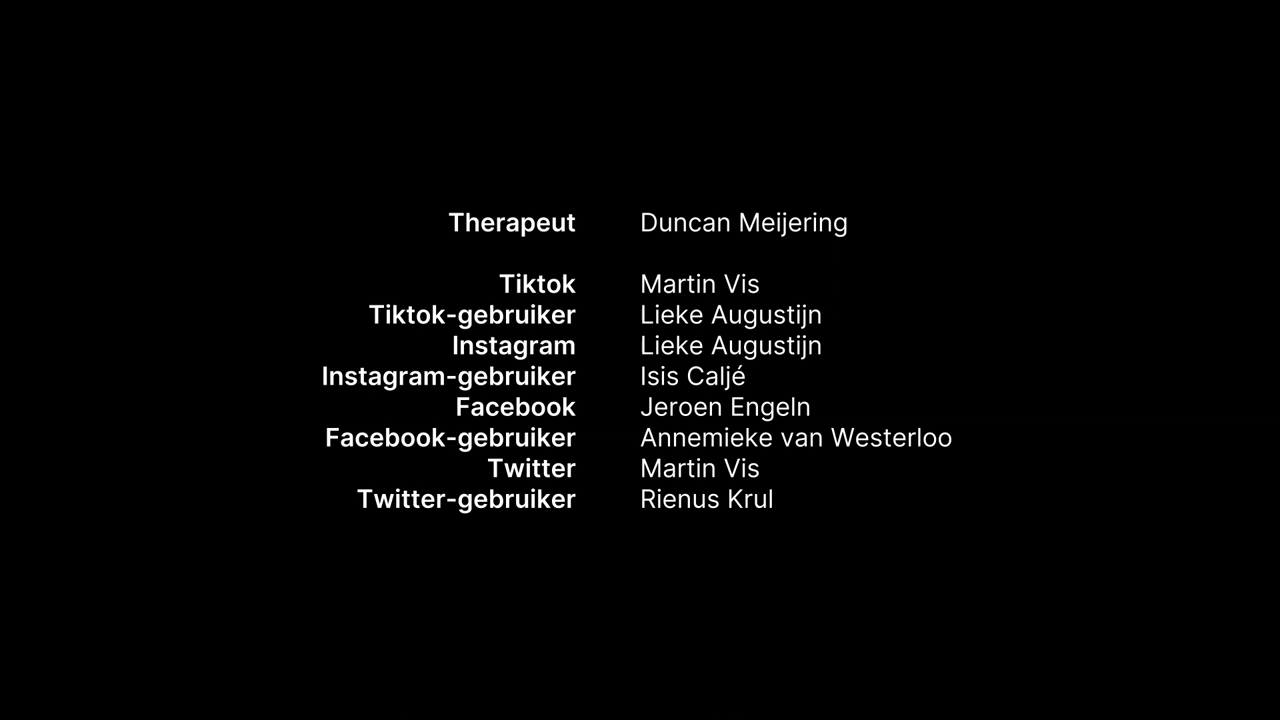 Therapeut Duncan Meijering
Tiktok Martin Vis
Tiktok-gebruiker Lieke Augustijn
Instagram Lieke Augustijn
Instagram-gebruiker Isis Caljé
Facebook Jeroen Engeln
Facebook-gebruiker Annemieke van Westerloo
Twitter Martin Vis
Twitter-gebruiker Rienus Krul